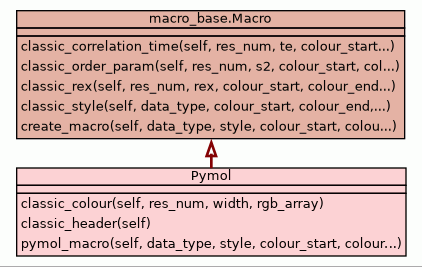 macro_base.Macro
classic_correlation_time(self, res_num, te, colour_start...)
classic_order_param(self, res_num, s2, colour_start, col...)
classic_rex(self, res_num, rex, colour_start, colour_end...)
classic_style(self, data_type, colour_start, colour_end,...)
create_macro(self, data_type, style, colour_start, colou...)
Pymol
classic_colour(self, res_num, width, rgb_array)
classic_header(self)
pymol_macro(self, data_type, style, colour_start, colour...)